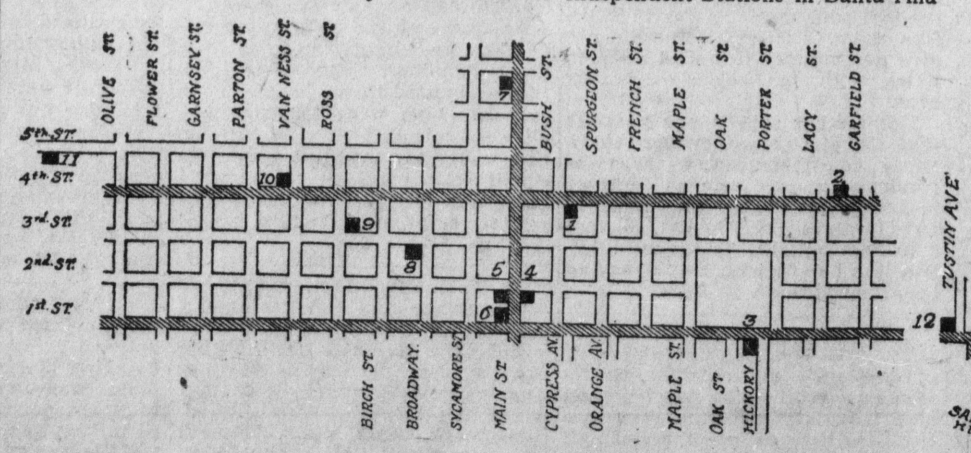 Independent Stations in Santa Ana
OLIVE ST.
FLOWER ST.
GARNSEY ST.
PARTON ST
VAN NESS ST.
ROSS ST
BUSH ST.
SPURGEON ST.
FRENCH ST.
MAPLE ST.
OAK ST
PORTER ST
LACY ST.
GARFIELD ST.
7
5th. ST.
11
4th. ST.
10
2
3rd. ST.
9
1
2nd. ST.
8
5
4
TUSTIN AVE
1st. ST.
6
3
12
BIRCH ST
BROADWAY.
SYCAMORE ST
MAIN ST
CYPRESS AV.
ORANGE AV.
MAPLE ST.
OAK ST
HICKORY